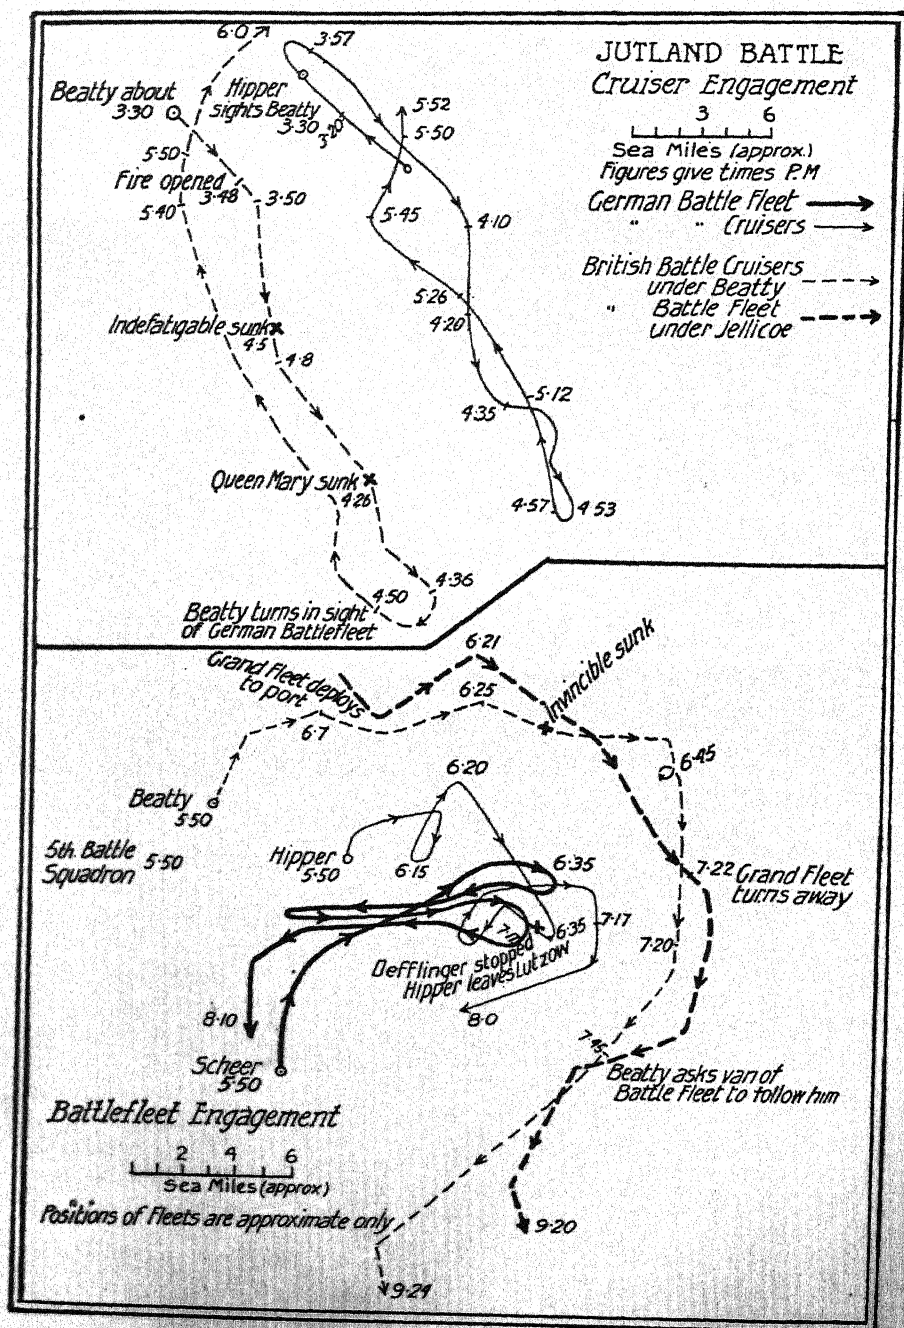 JUTLAND BATTLE
Cruiser Engagement
3 6
Sea Miles (approx.)
Figures give times P.M
German Battle Fleet
" " Cruisers
British Battle Cruisers
under Beatty
" Battle Fleet
under Jellicoe
6.0
3.57
Beatty about
3.30
Hipper
sights Beatty
3.30
3.20
5.52
5.50
5.50
Fire opened
3.48
3.50
5.40
5.45
4.10
5.26
4.20
Indefatigable sunk
4.5
4.8
5.12
4.35
Queen Mary sunk
4.26
4.57
4.53
4.36
4.50
Beatty turns in sight
of German Battlefleet
6.21
Grand Fleet deploys
to port
Invincible sunk
6.25
6.7
6.45
Beatty
5.50
6.20
5th. Battle
Squadron
5.50
Hipper
5.50
6.15
6.35
7.22
Grand Fleet
turns away
6.35
7.17
7.20
Defflinger stopped
Hipper leaves Lutzow
8.0
8.10
7.45
Scheer
5.50
Beatty asks van of
Battle Fleet to follow him
Battlefleet Engagement
2 4 6
Sea Miles (approx)
Positions of Fleets are approximate only
9.20
9.24